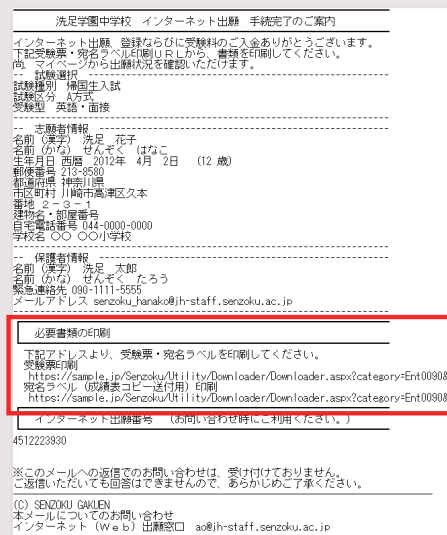 洗足学園中学校 インターネット出願 手続完了のご案内
インターネット出願、登録ならびに受験料のご入金ありがとうございます。
下記受験票・宛名ラベル印刷ＵＲＬから、書類を印刷してください。
尚、マイページから出願状況を確認いただけます。
-- 試験選択 --
試験種別 帰国生入試
試験区分 A方式
受験型 英語・面接
-- 志願者情報 --
名前（漢字） 洗足 花子
名前（かな） せんぞく はなこ
生年月日 西暦 2012年 4月 2日 (12 歳)
郵便番号 213-8580
都道府県 神奈川県
市区町村 川崎市高津区久本
番地 ２－３－１
建物名・部屋番号
自宅電話番号 044-0000-0000
学校名 〇〇 〇〇小学校
-- 保護者情報 --
名前（漢字） 洗足 太郎
名前（かな） せんぞく たろう
緊急連絡先 090-1111-5555
メールアドレス senzoku_hanako@jh-staff.senzoku.ac.jp
必要書類の印刷
下記アドレスより、受験票・宛名ラベルを印刷してください。
受験票印刷
https://sample.jp/Senzoku/Utility/Downloader/Downloader.aspx?category=Ent0090&
宛名ラベル（成績表コピー送付用）印刷
https://sample.jp/Senzoku/Utility/Downloader/Downloader.aspx?category=Ent0090&
インターネット出願番号 （お問い合わせ時にご利用ください。）
4512223930
※このメールへの返信でのお問い合わせは、受け付けておりません。
ご返信いただいても回答はできませんので、あらかじめご了承ください。
(C) SENZOKU GAKUEN
本メールについてのお問い合わせ
インターネット（Ｗｅｂ）出願窓口 ao@jh-staff.senzoku.ac.jp